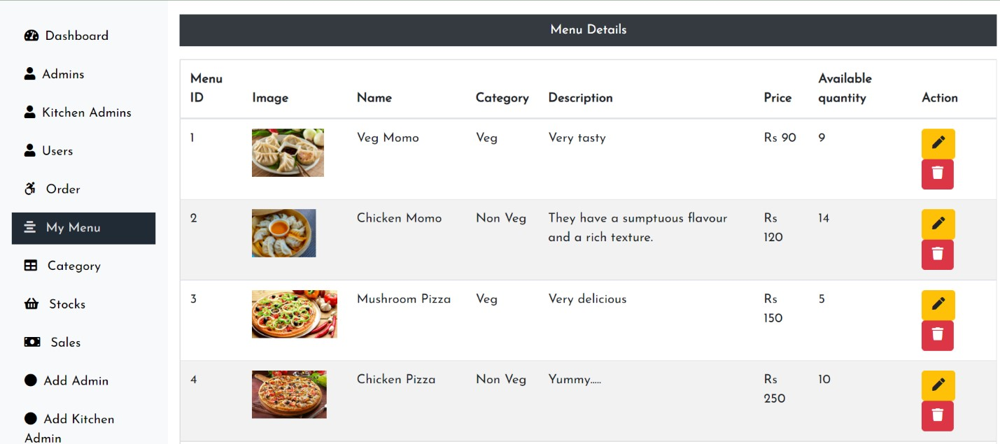 Dashboard
Admins
Kitchen Admins
Users
Order
My Menu
Category
Stocks
Sales
Add Admin
Add Kitchen
Admin
Menu Details
Menu
ID
Image
Name
Category
Description
Price
Available
quantity
Action
1
Veg Momo
Veg
Very tasty
Rs 90
9
2
Chicken Momo
Non Veg
They have a sumptuous flavour
and a rich texture.
Rs
120
14
3
Mushroom Pizza
Veg
Very delicious
Rs
150
5
4
Chicken Pizza
Non Veg
Yummy.....
Rs
250
10